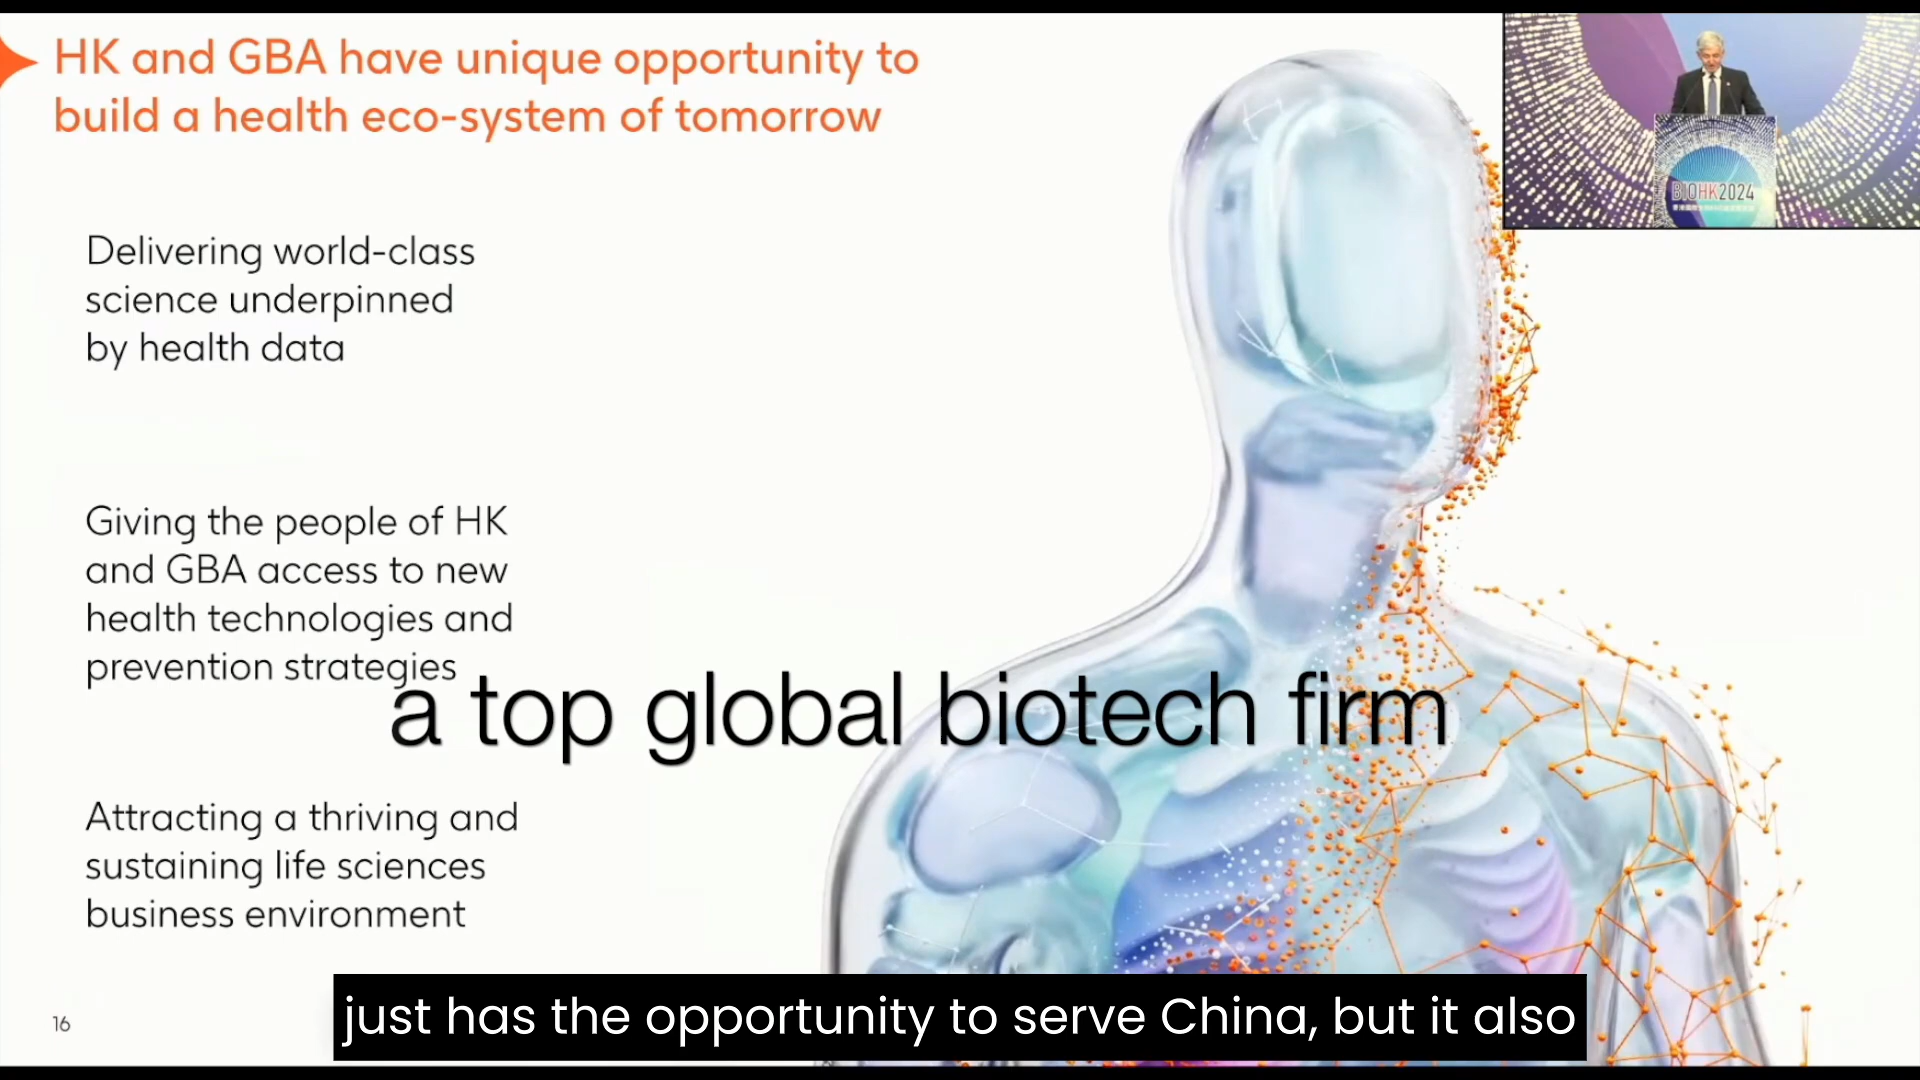 HK and GBA have unique opportunity to
build a health eco-system of tomorrow
BIOHK2024
Delivering world-class
science underpinned
by health data
Giving the people of HK
and GBA access to new
health technologies and
prevention strategies
a top global biotech firm
Attracting a thriving and
sustaining life sciences
business environment
16
just has the opportunity to serve China, but it also